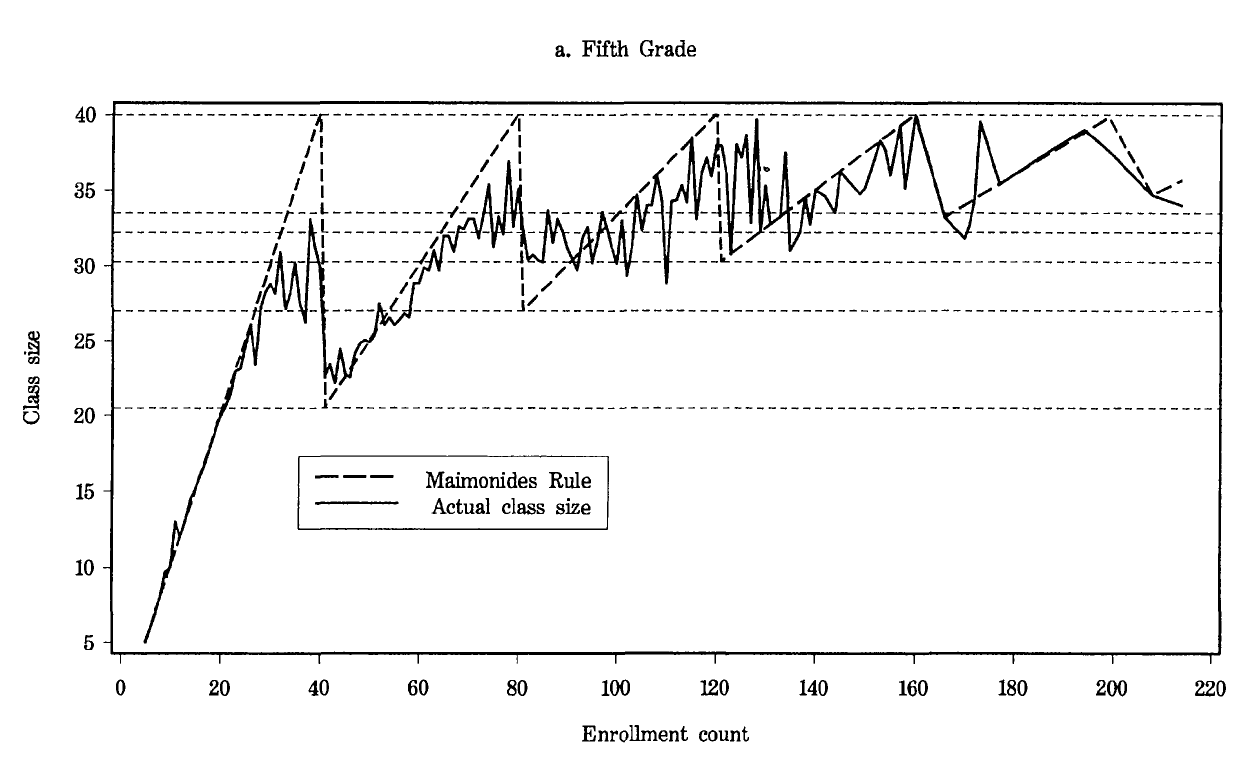 a. Fifth Grade
40
35
30
25
20
15
10
5
Class size
Maimonides Rule
Actual class size
0 20 40 60 80 100 120 140 160 180 200 220
Enrollment count